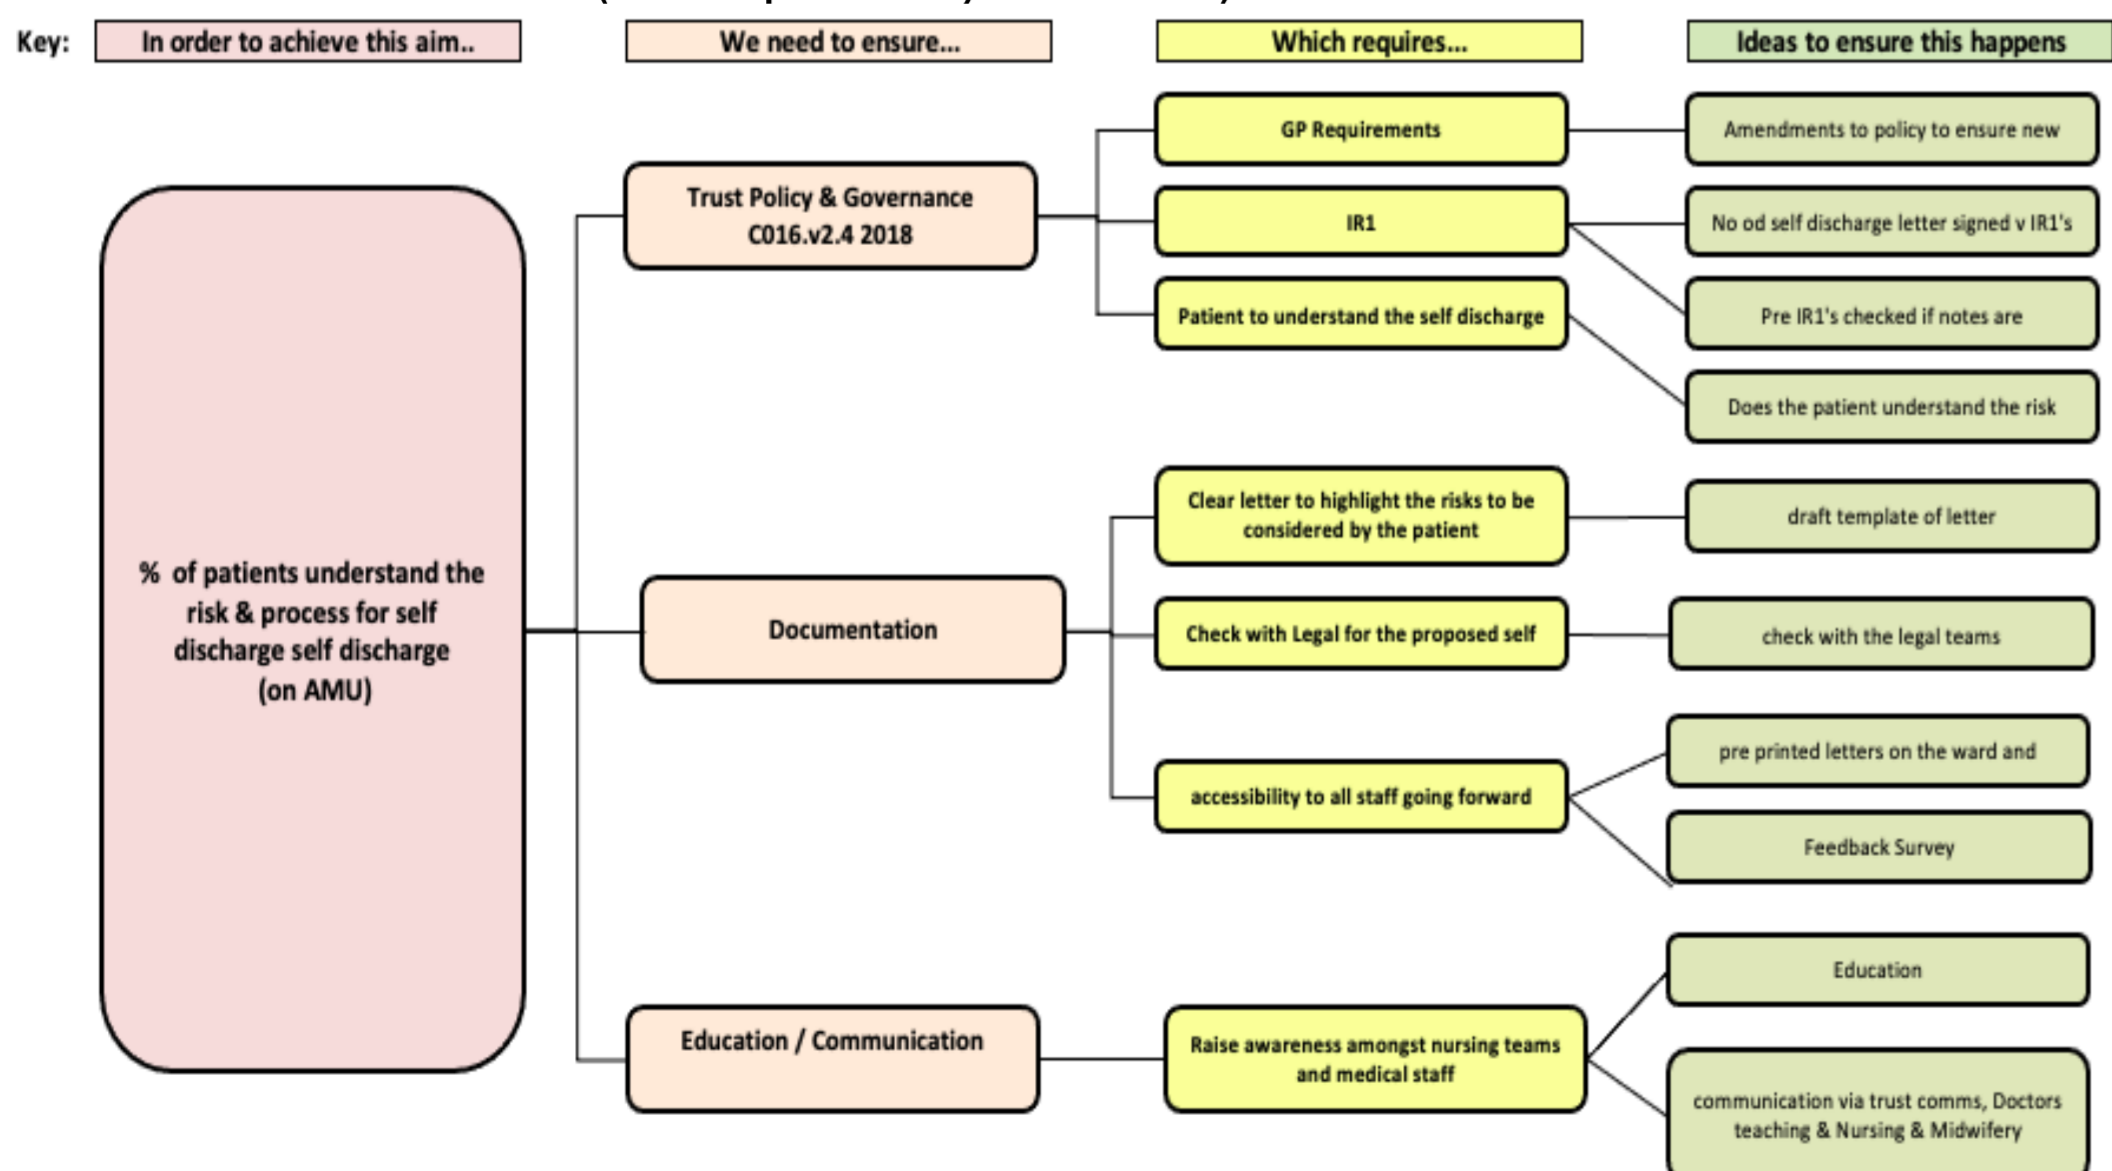 Key:
In order to achieve this aim..
We need to ensure...
Which requires...
Ideas to ensure this happens
% of patients understand the
risk & process for self
discharge self discharge
(on AMU)
Trust Policy & Governance
C016.v2.4 2018
GP Requirements
Amendments to policy to ensure new
IR1
No od self discharge letter signed v IR1's
Pre IR1's checked if notes are
Patient to understand the self discharge
Does the patient understand the risk
Documentation
Clear letter to highlight the risks to be
considered by the patient
draft template of letter
Check with Legal for the proposed self
check with the legal teams
accessibility to all staff going forward
pre printed letters on the ward and
Feedback Survey
Education / Communication
Raise awareness amongst nursing teams
and medical staff
Education
communication via trust comms, Doctors
teaching & Nursing & Midwifery